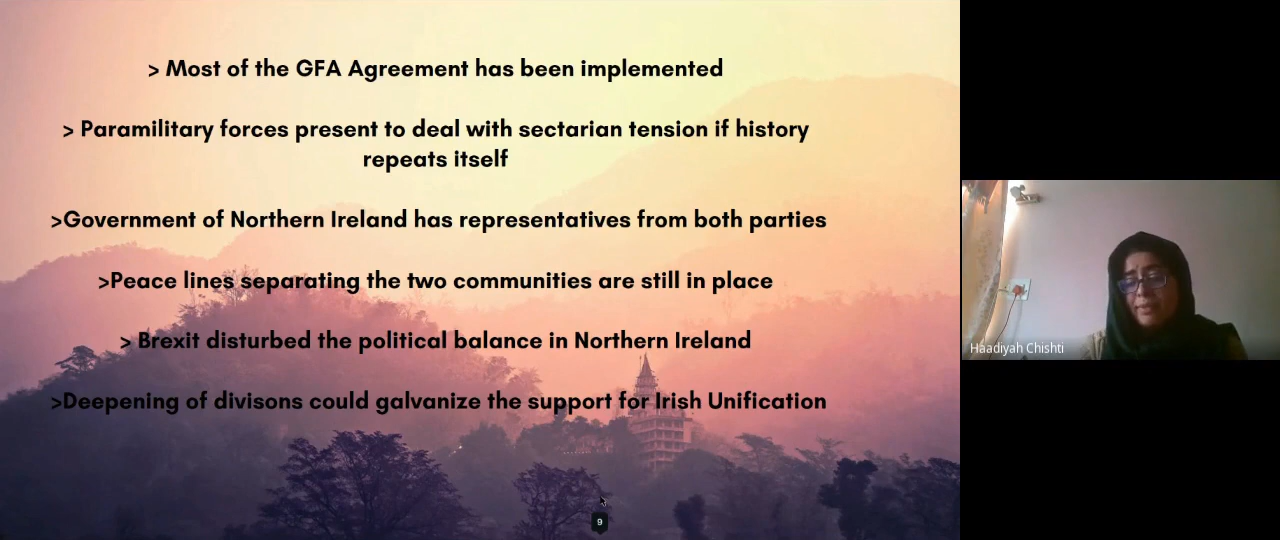 > Most of the GFA Agreement has been implemented
> Paramilitary forces present to deal with sectarian tension if history
repeats itself
>Government of Northern Ireland has representatives from both parties
>Peace lines separating the two communities are still in place
> Brexit disturbed the political balance in Northern Ireland
>Deepening of divisons could galvanize the support for Irish Unification
9
Haadiyah Chishti